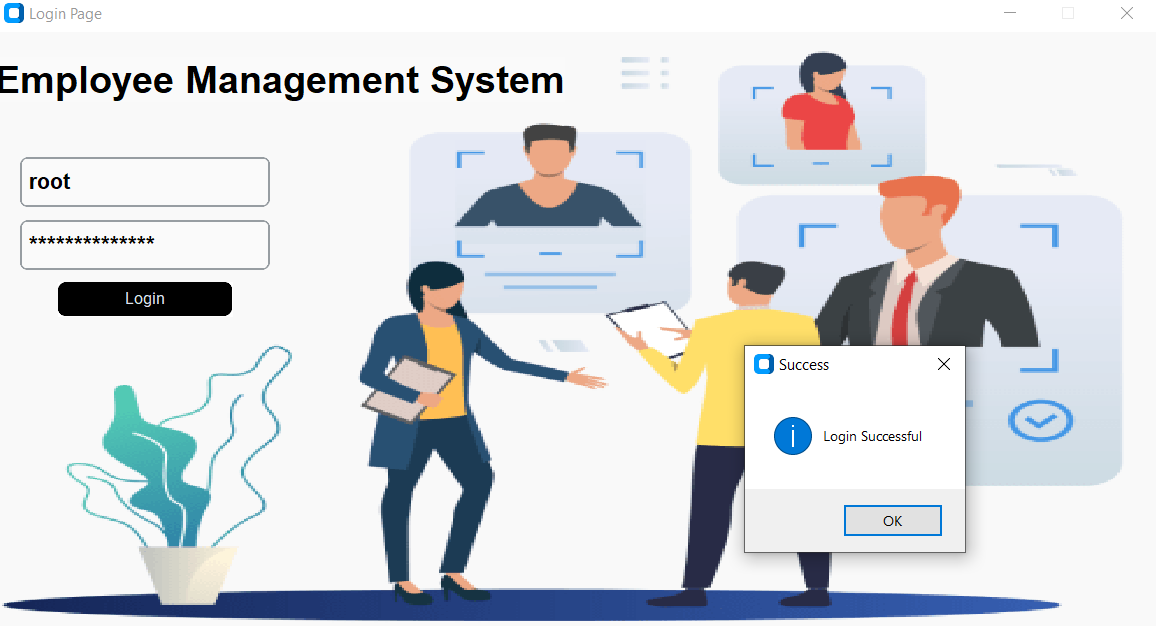 Login Page
Employee Management System
root
**************
Login
Success
Login Successful
OK